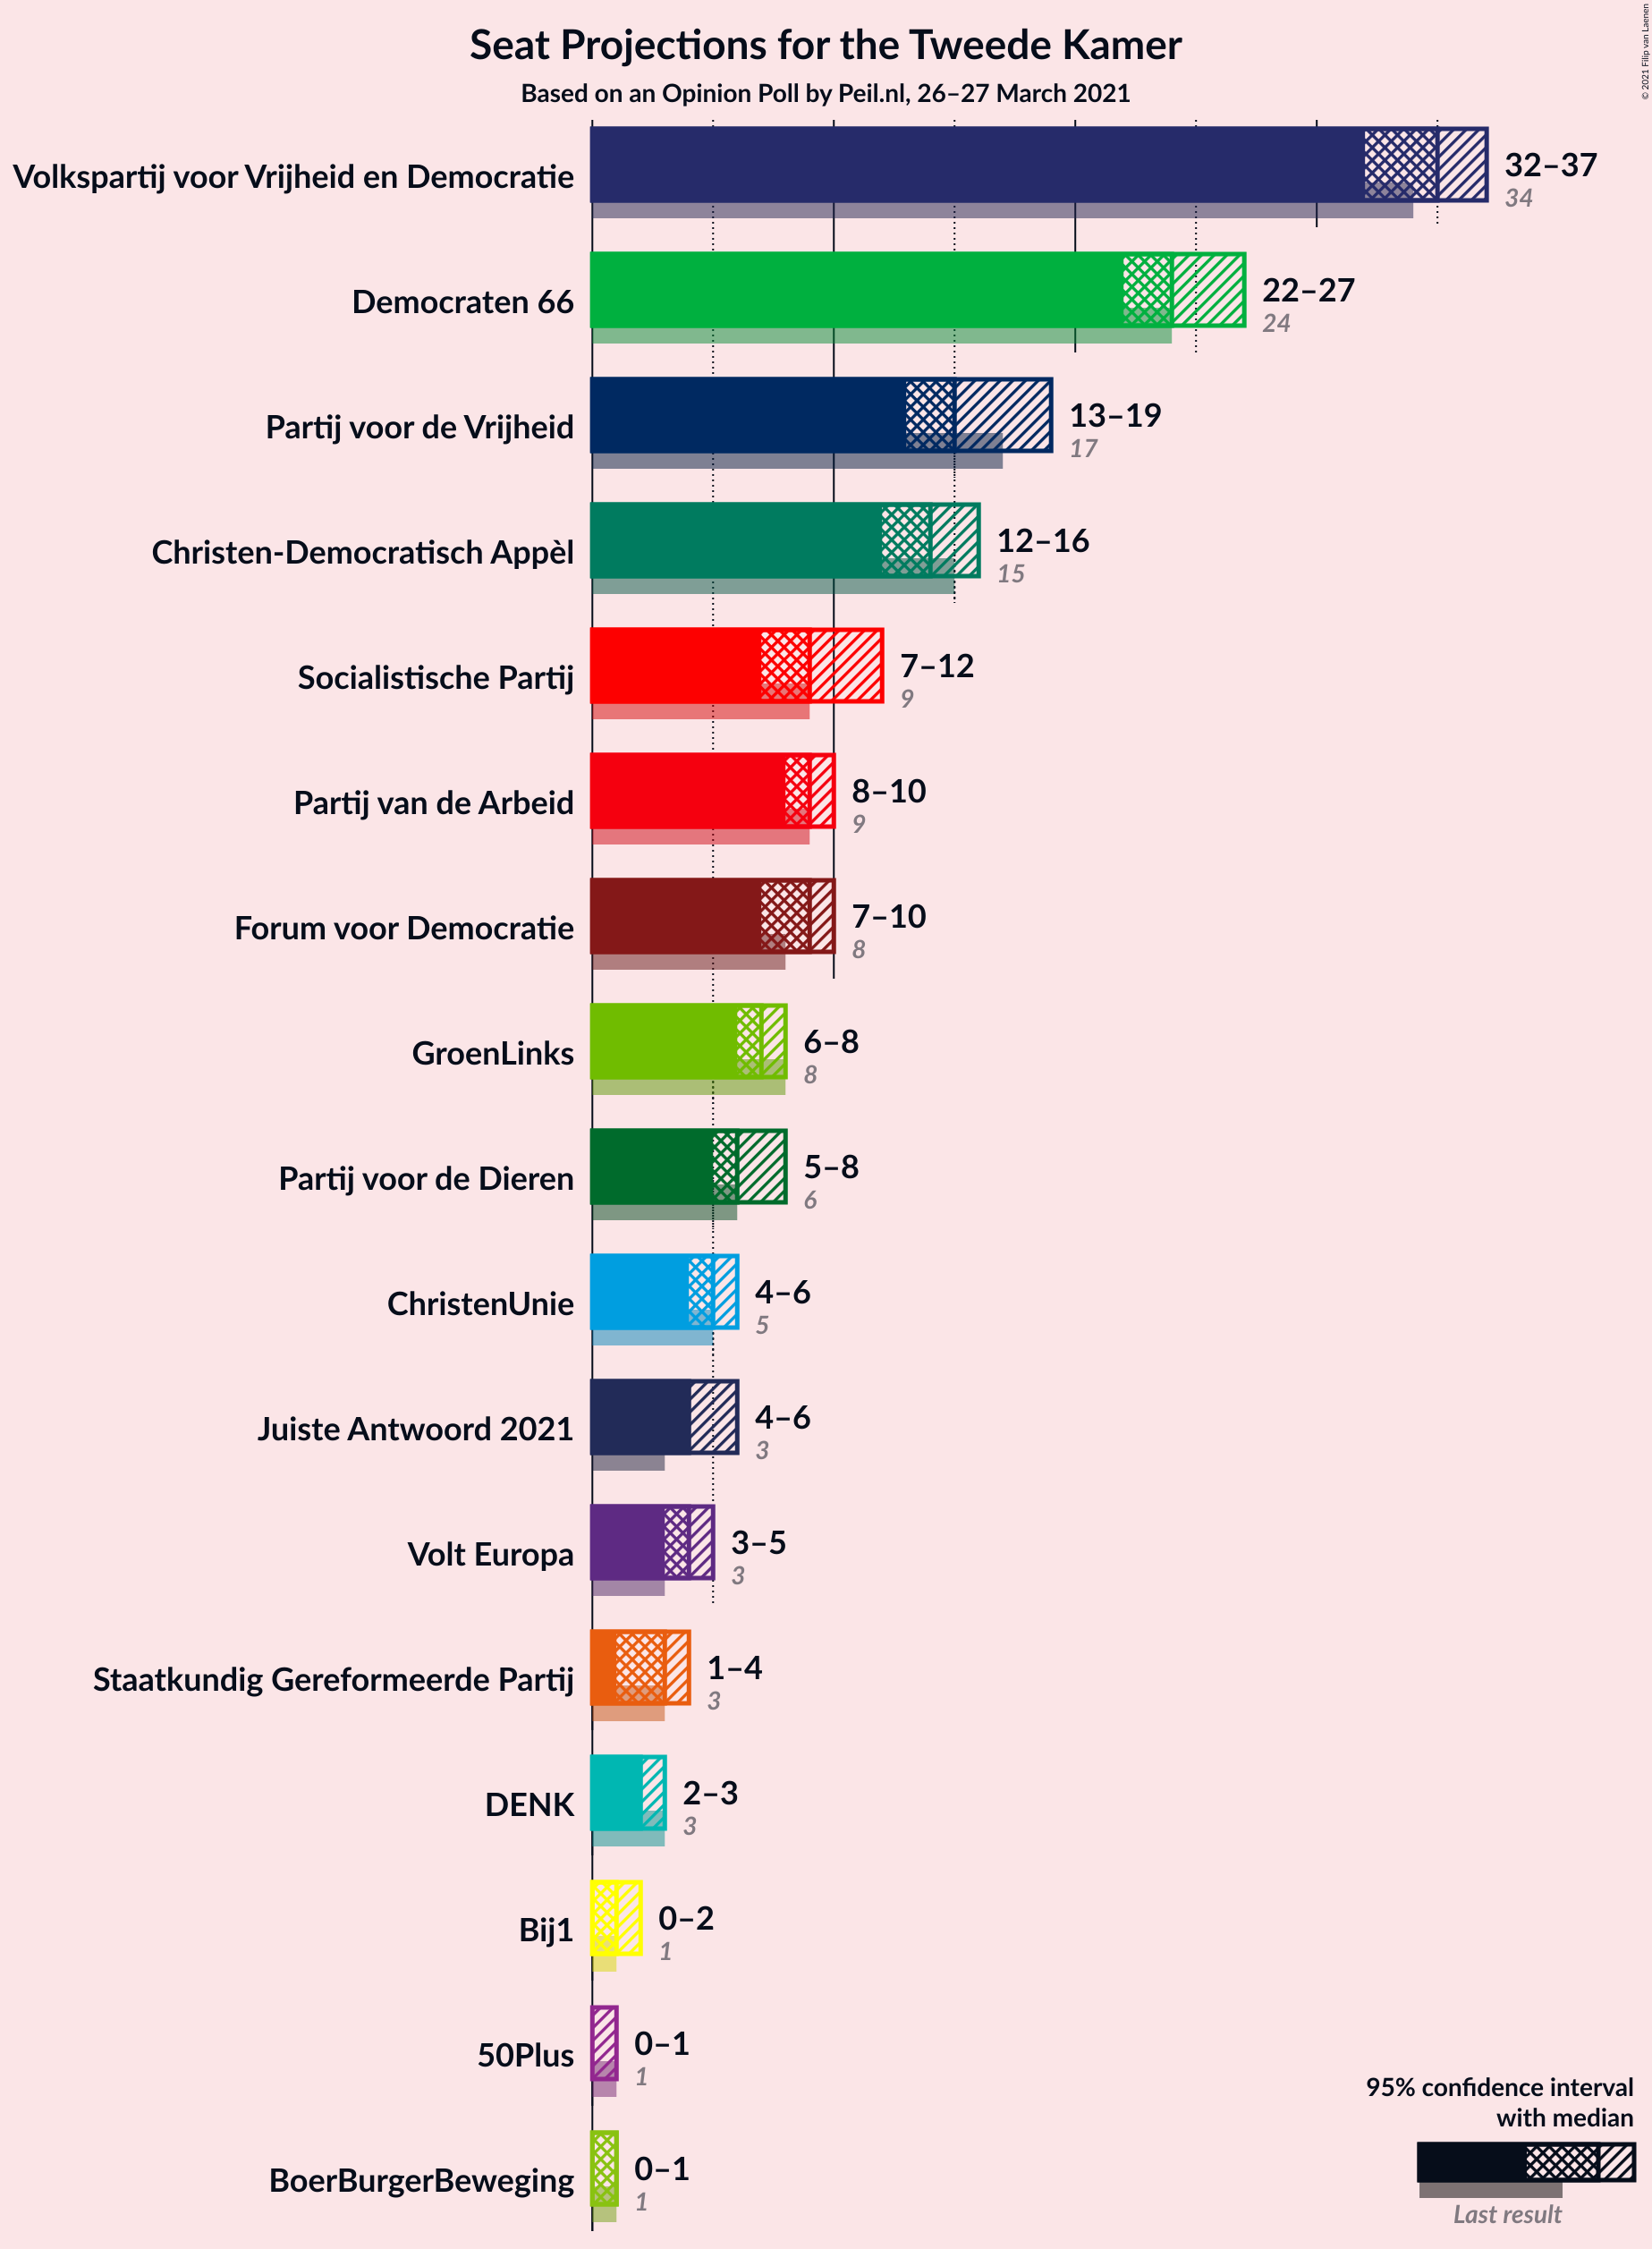 Seat Projections for the Tweede Kamer
Based on an Opinion Poll by Peil.nl, 26–27 March 2021
© 2021 Filip van Laenen
Volkspartij voor Vrijheid en Democratie
32–37
34
Democraten 66
22–27
24
Partij voor de Vrijheid
13–19
17
Christen-Democratisch Appèl
12–16
15
Socialistische Partij
7–12
9
Partij van de Arbeid
8–10
9
Forum voor Democratie
7–10
8
GroenLinks
6–8
8
Partij voor de Dieren
5–8
6
ChristenUnie
4–6
5
Juiste Antwoord 2021
4–6
3
Volt Europa
3–5
3
Staatkundig Gereformeerde Partij
1–4
3
DENK
2–3
3
Bij1
0–2
1
50Plus
0–1
1
BoerBurgerBeweging
0–1
1
95% confidence interval
with median
Last result